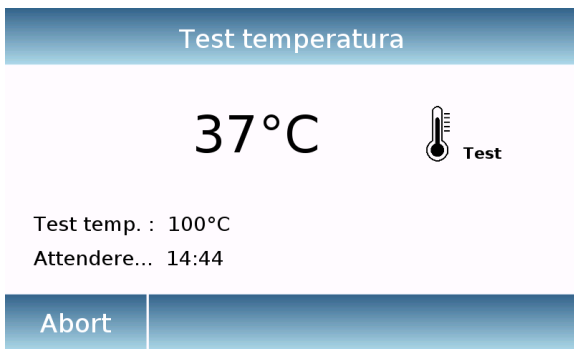 Test temperatura
37°C
Test
Test temp. : 100°C
Attendere... 14:44
Abort